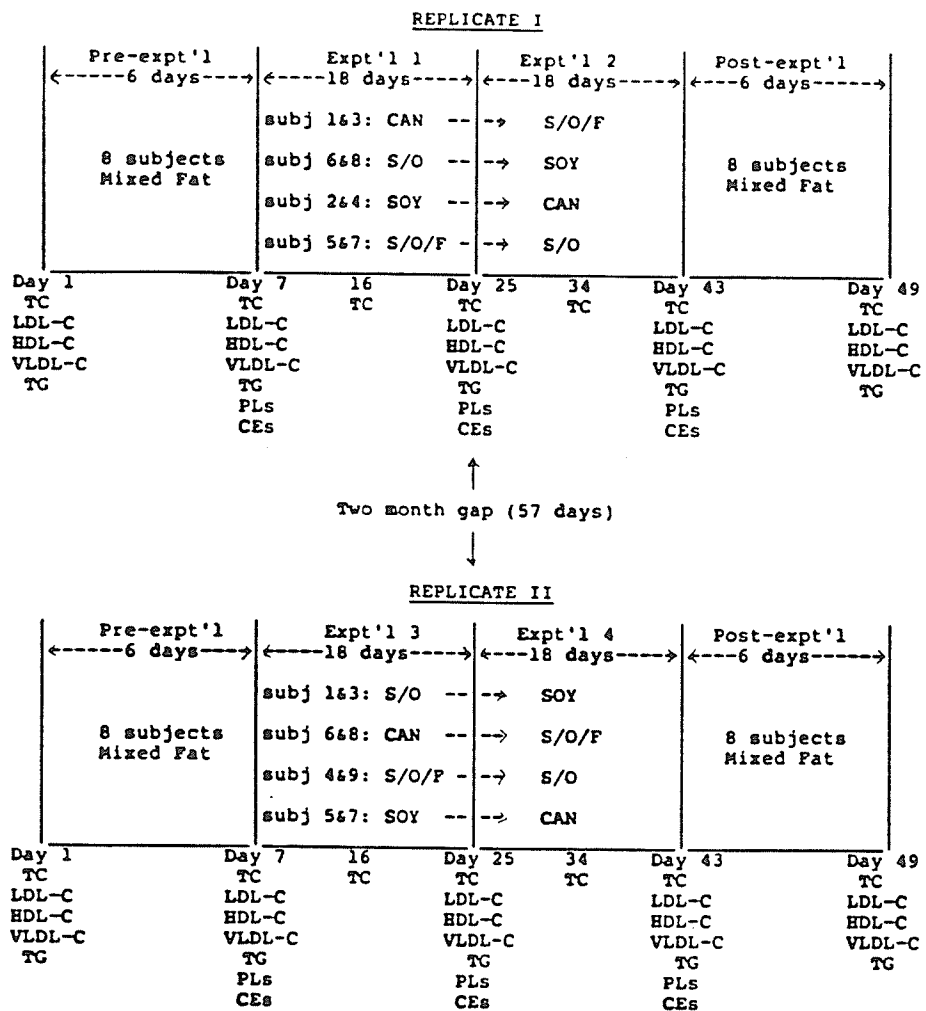 REPLICATE I
Pre-expt'l Expt'l 1 Expt'l 2 Post-expt'l
<------6 days----> <----18 days----> <----18 days-----> <----6 days------>
subj 1&3: CAN ---→ S/O/F
8 subjects subj 6&8: S/O ---→ SOY 8 subjects
Mixed Fat Mixed Fat
subj 2&4: SOY ---→ CAN
subj 5&7: S/O/F ---→ S/O
Day 1 Day 7 16 Day 25 34 Day 43 Day 49
TC TC TC TC TC TC TC
LDL-C LDL-C LDL-C LDL-C LDL-C
HDL-C HDL-C HDL-C HDL-C HDL-C
VLDL-C VLDL-C VLDL-C VLDL-C VLDL-C
TG TG TG TG TG
PLs PLs PLs
CEs CEs CEs
Two month gap (57 days)
REPLICATE II
Pre-expt'l Expt'l 3 Expt'l 4 Post-expt'l
<------6 days----> <----18 days----> <----18 days-----> <----6 days------>
subj 1&3: S/O ---→ SOY
8 subjects subj 6&8: CAN ---→ S/O/F 8 subjects
Mixed Fat Mixed Fat
subj 4&9: S/O/F ---→ S/O
subj 5&7: SOY ---→ CAN
Day 1 Day 7 16 Day 25 34 Day 43 Day 49
TC TC TC TC TC TC TC
LDL-C LDL-C LDL-C LDL-C LDL-C
HDL-C HDL-C HDL-C HDL-C HDL-C
VLDL-C VLDL-C VLDL-C VLDL-C VLDL-C
TG TG TG TG TG
PLs PLs PLs
CEs CEs CEs